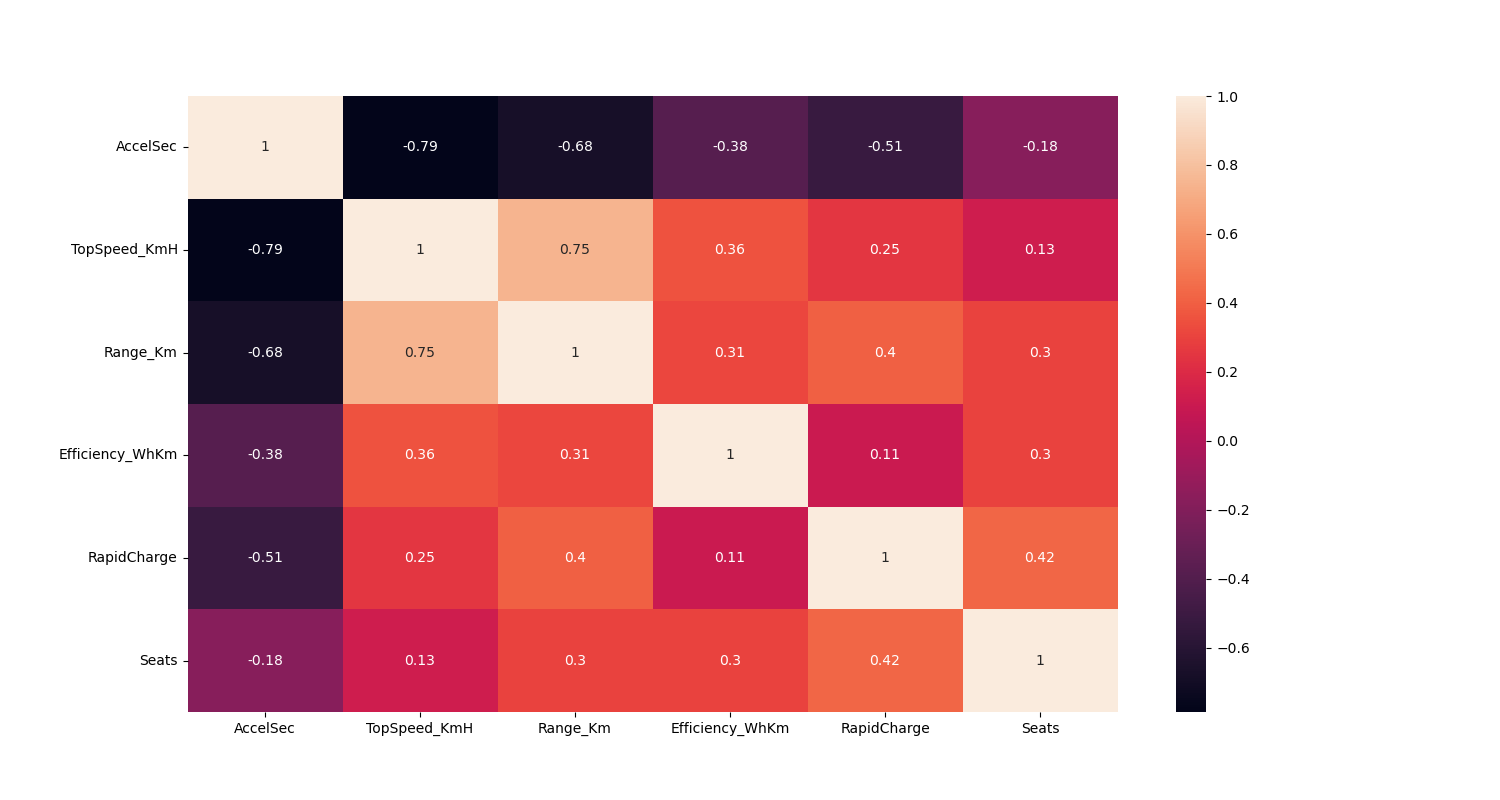 AccelSec 1 -0.79 -0.68 -0.38 -0.51 -0.18
TopSpeed_KmH -0.79 1 0.75 0.36 0.25 0.13
Range_Km -0.68 0.75 1 0.31 0.4 0.3
Efficiency_WhKm -0.38 0.36 0.31 1 0.11 0.3
RapidCharge -0.51 0.25 0.4 0.11 1 0.42
Seats -0.18 0.13 0.3 0.3 0.42 1
AccelSec TopSpeed_KmH Range_Km Efficiency_WhKm RapidCharge Seats
1.0
0.8
0.6
0.4
0.2
0.0
−0.2
−0.4
−0.6